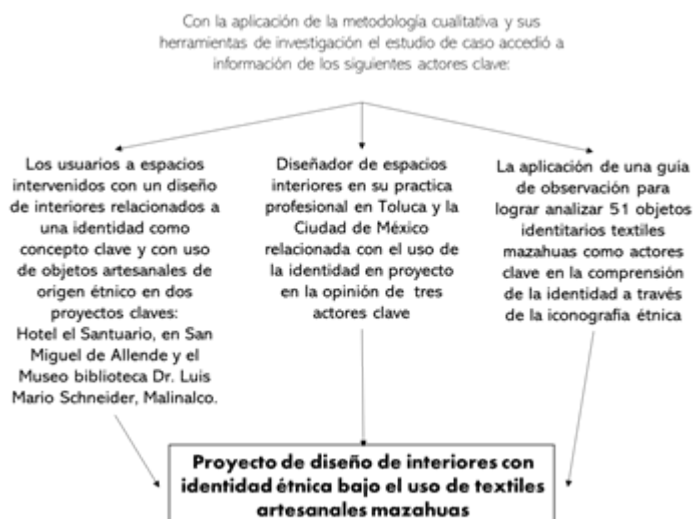 Con la aplicación de la metodología cualitativa y sus
herramientas de investigación el estudio de caso accedió a
información de los siguientes actores clave:
Los usuarios a espacios
intervenidos con un diseño
de interiores relacionados a
una identidad como
concepto clave y con uso
de objetos artesanales de
origen étnico en dos
proyectos claves:
Hotel el Santuario, en San
Miguel de Allende y el
Museo biblioteca Dr. Luis
Mario Schneider, Malinalco.
Diseñador de espacios
interiores en su practica
profesional en Toluca y la
Ciudad de México
relacionada con el uso de
la identidad en proyecto
en la opinión de tres
actores clave
La aplicación de una guía
de observación para
lograr analizar 51 objetos
identitarios textiles
mazahuas como actores
clave en la comprensión
de la identidad a través
de la iconografía étnica
Proyecto de diseño de interiores con
identidad étnica bajo el uso de textiles
artesanales mazahuas